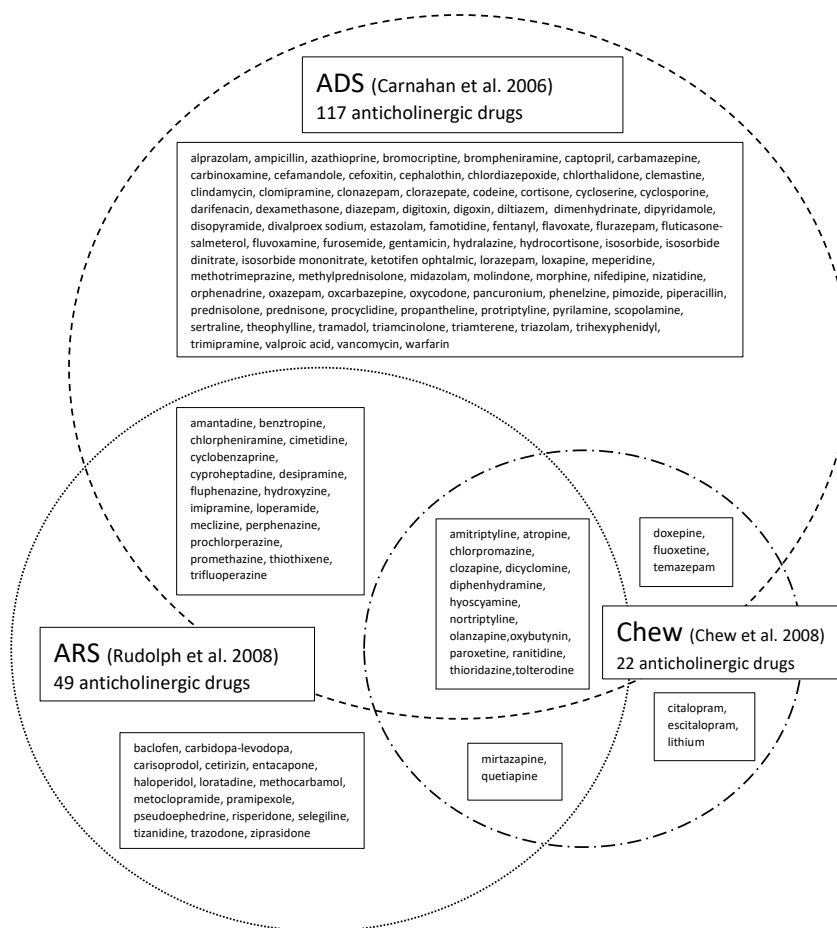 ADS (Carnahan et al. 2006)
117 anticholinergic drugs
alprazolam, ampicillin, azathioprine, bromocriptine, brompheniramine, captopril, carbamazepine,
carbinoxamine, cefamandole, cefoxitin, cephalothin, chlordiazepoxide, chlorthalidone, clemastine,
clindamycin, clomipramine, clonazepam, clorazepate, codeine, cortisone, cycloserine, cyclosporine,
darifenacin, dexamethasone, diazepam, digitoxin, digoxin, diltiazem, dimenhydrinate, dipyridamole,
disopyramide, divalproex sodium, estazolam, famotidine, fentanyl, flavoxate, flurazepam, fluticasone-
salmeterol, fluvoxamine, furosemide, gentamicin, hydralazine, hydrocortisone, isosorbide, isosorbide
dinitrate, isosorbide mononitrate, ketotifen ophtalmic, lorazepam, loxapine, meperidine,
methotrimeprazine, methylprednisolone, midazolam, molindone, morphine, nifedipine, nizatidine,
orphenadrine, oxazepam, oxcarbazepine, oxycodone, pancuronium, phenelzine, pimozide, piperacillin,
prednisolone, prednisone, procyclidine, propantheline, protriptyline, pyrilamine, scopolamine,
sertraline, theophylline, tramadol, triamcinolone, triamterene, triazolam, trihexyphenidyl,
trimipramine, valproic acid, vancomycin, warfarin
amantadine, benztropine,
chlorpheniramine, cimetidine,
cyclobenzaprine,
cyproheptadine, desipramine,
fluphenazine, hydroxyzine,
imipramine, loperamide,
meclizine, perphenazine,
prochlorperazine,
promethazine, thiothixene,
trifluoperazine
amitriptyline, atropine,
chlorpromazine,
clozapine, dicyclomine,
diphenhydramine,
hyoscyamine,
nortriptyline,
olanzapine,oxybutynin,
paroxetine, ranitidine,
thioridazine,tolterodine
doxepine,
fluoxetine,
temazepam
ARS (Rudolph et al. 2008)
49 anticholinergic drugs
Chew (Chew et al. 2008)
22 anticholinergic drugs
citalopram,
escitalopram,
lithium
baclofen, carbidopa-levodopa,
carisoprodol, cetirizin, entacapone,
haloperidol, loratadine, methocarbamol,
metoclopramide, pramipexole,
pseudoephedrine, risperidone, selegiline,
tizanidine, trazodone, ziprasidone
mirtazapine,
quetiapine